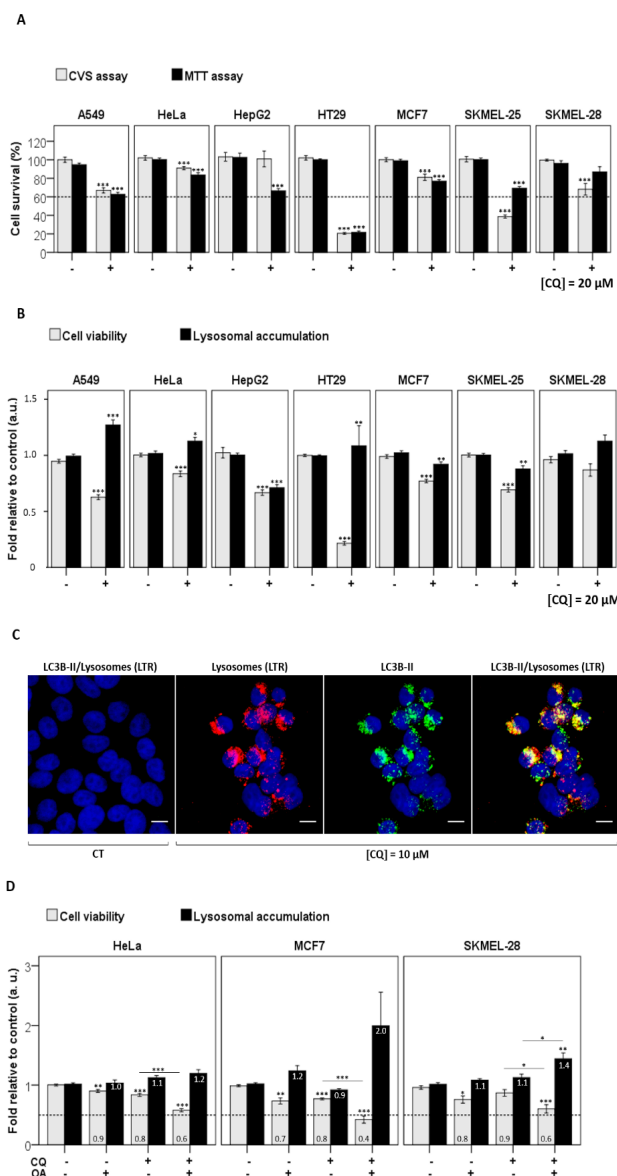 A
CVS assay MTT assay
A549 HeLa HepG2 HT29 MCF7 SKMEL-25 SKMEL-28
Cell survival (%)
120
100
80
60
40
20
0
*** *** *** *** *** *** *** *** *** *** *** ***
- + - + - + - + - + - + - +
[CQ] = 20 µM
B
Cell viability Lysosomal accumulation
A549 HeLa HepG2 HT29 MCF7 SKMEL-25 SKMEL-28
Fold relative to control (a.u.)
1.5
1.0
0.5
0
*** *** *** * *** *** *** ** *** ** *** **
- + - + - + - + - + - + - +
[CQ] = 20 µM
C
LC3B-II/Lysosomes (LTR) Lysosomes (LTR) LC3B-II LC3B-II/Lysosomes (LTR)
CT [CQ] = 10 µM
D
Cell viability Lysosomal accumulation
HeLa MCF7 SKMEL-28
Fold relative to control (a. u.)
3
2
1
0
** *** *** *** ** *** *** *** * * * *** **
1.0 1.1 1.2 1.2 0.9 2.0 1.1 1.1 1.4
0.9 0.8 0.6 0.7 0.8 0.4 0.8 0.9 0.6
CQ - - + + - - + + - - + +
OA - + - + - + - + - + - +